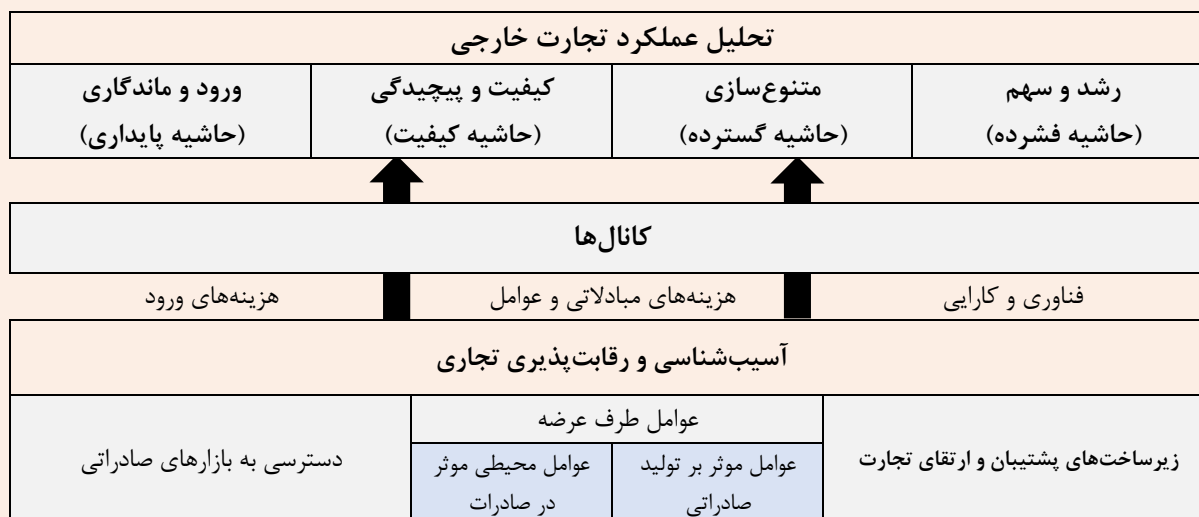 تحلیل عملکرد تجارت خارجی
رشد و سهم
(حاشیه فشرده)
متنوع‌سازی
(حاشیه گسترده)
کیفیت و پیچیدگی
(حاشیه کیفیت)
ورود و ماندگاری
(حاشیه پایداری)
کانال‌ها
فناوری و کارایی
هزینه‌های مبادلاتی و عوامل
هزینه‌های ورود
آسیب‌شناسی و رقابت‌پذیری تجاری
زیرساخت‌های پشتیبان و ارتقای تجارت
عوامل طرف عرضه
عوامل موثر بر تولید
صادراتی
عوامل محیطی موثر
در صادرات
دسترسی به بازارهای صادراتی